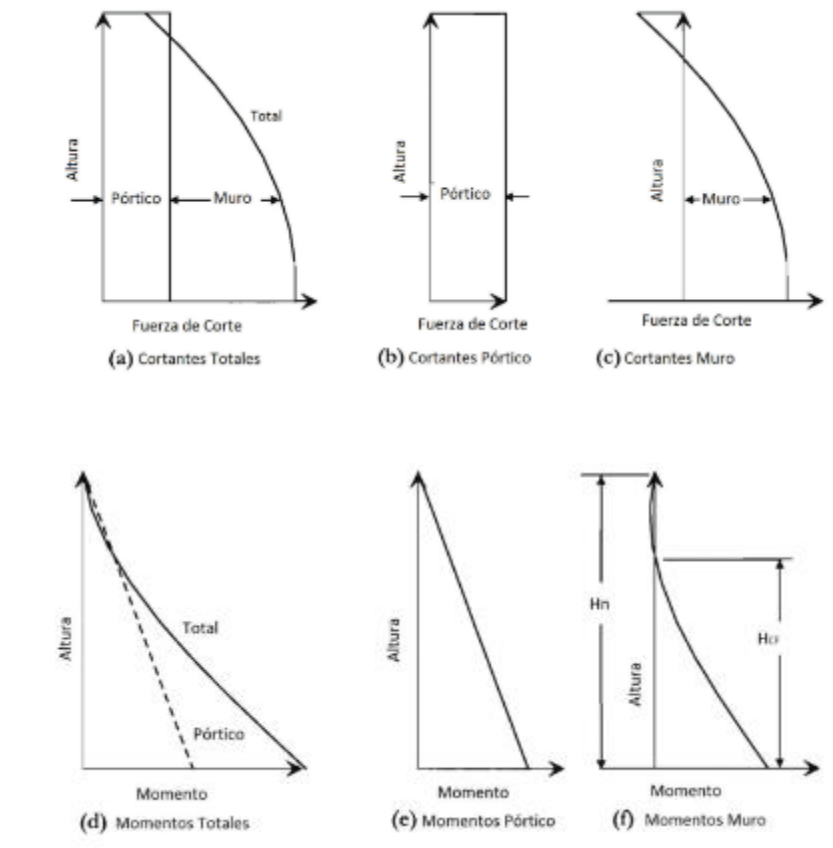 Altura
Total
Pórtico
Muro
Fuerza de Corte
(a) Cortantes Totales
Altura
Pórtico
Fuerza de Corte
(b) Cortantes Pórtico
Altura
Muro
Fuerza de Corte
(c) Cortantes Muro
Altura
Total
Pórtico
Momento
(d) Momentos Totales
Altura
Momento
(e) Momentos Pórtico
Hn
Hcr
Altura
Momento
(f) Momentos Muro